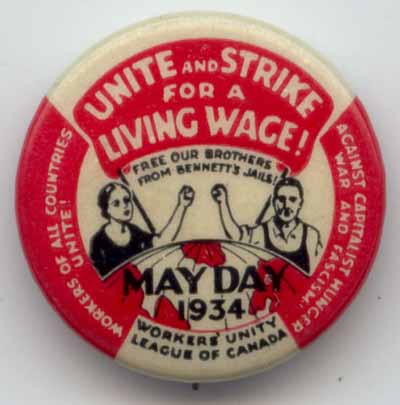 UNITE AND STRIKE
FOR A
LIVING WAGE!
"FREE OUR BROTHERS
FROM BENNETT'S JAILS!"
WORKERS OF ALL COUNTRIES
UNITE!
AGAINST CAPITALIST HUNGER
WAR AND FASCISM-
MAY DAY
1934
WORKERS' UNITY
LEAGUE OF CANADA